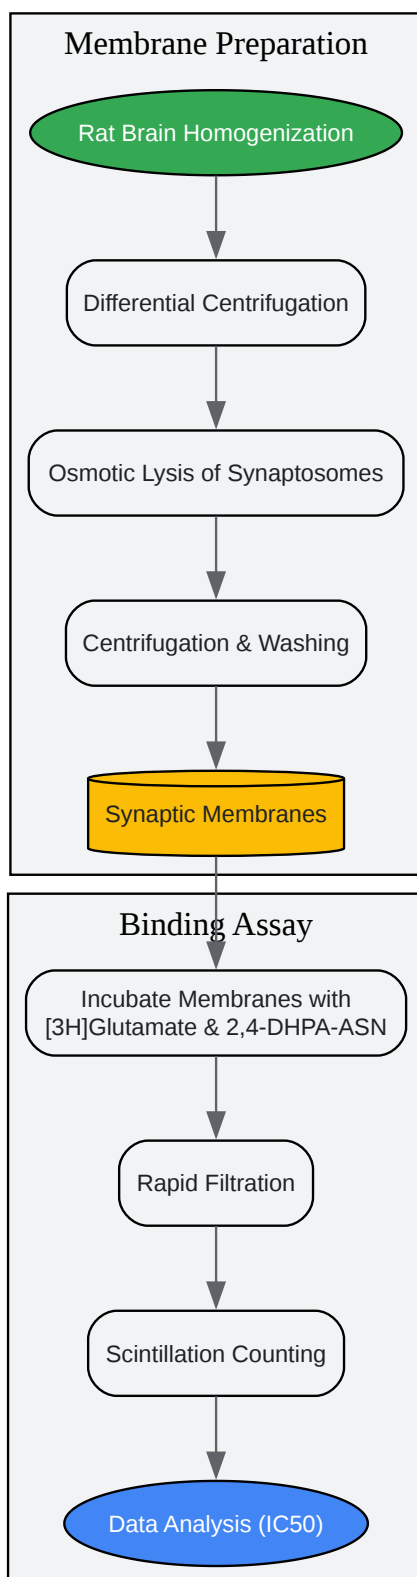 Membrane Preparation
Rat Brain Homogenization
Differential Centrifugation
Osmotic Lysis of Synaptosomes
Centrifugation & Washing
Synaptic Membranes
Binding Assay
Incubate Membranes with
[3H]Glutamate & 2,4-DHPA-ASN
Rapid Filtration
Scintillation Counting
Data Analysis (IC50)